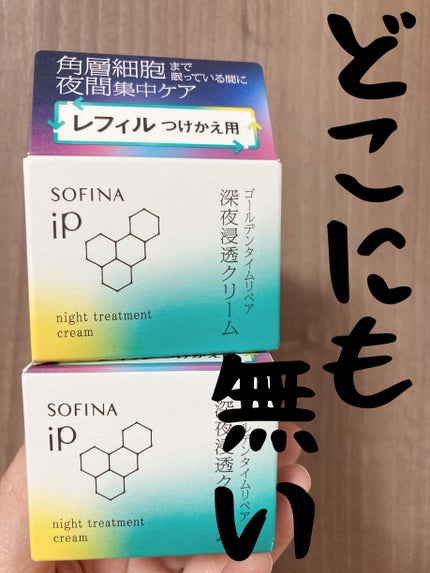 どこにも
無い
角層細胞まで
眠っている間に
夜間集中ケア
レフィル つけかえ用
SOFINA
iP
ゴールデンタイムリペア
深夜浸透クリーム
night treatment
cream
SOFINA
iP
night treatment
cream